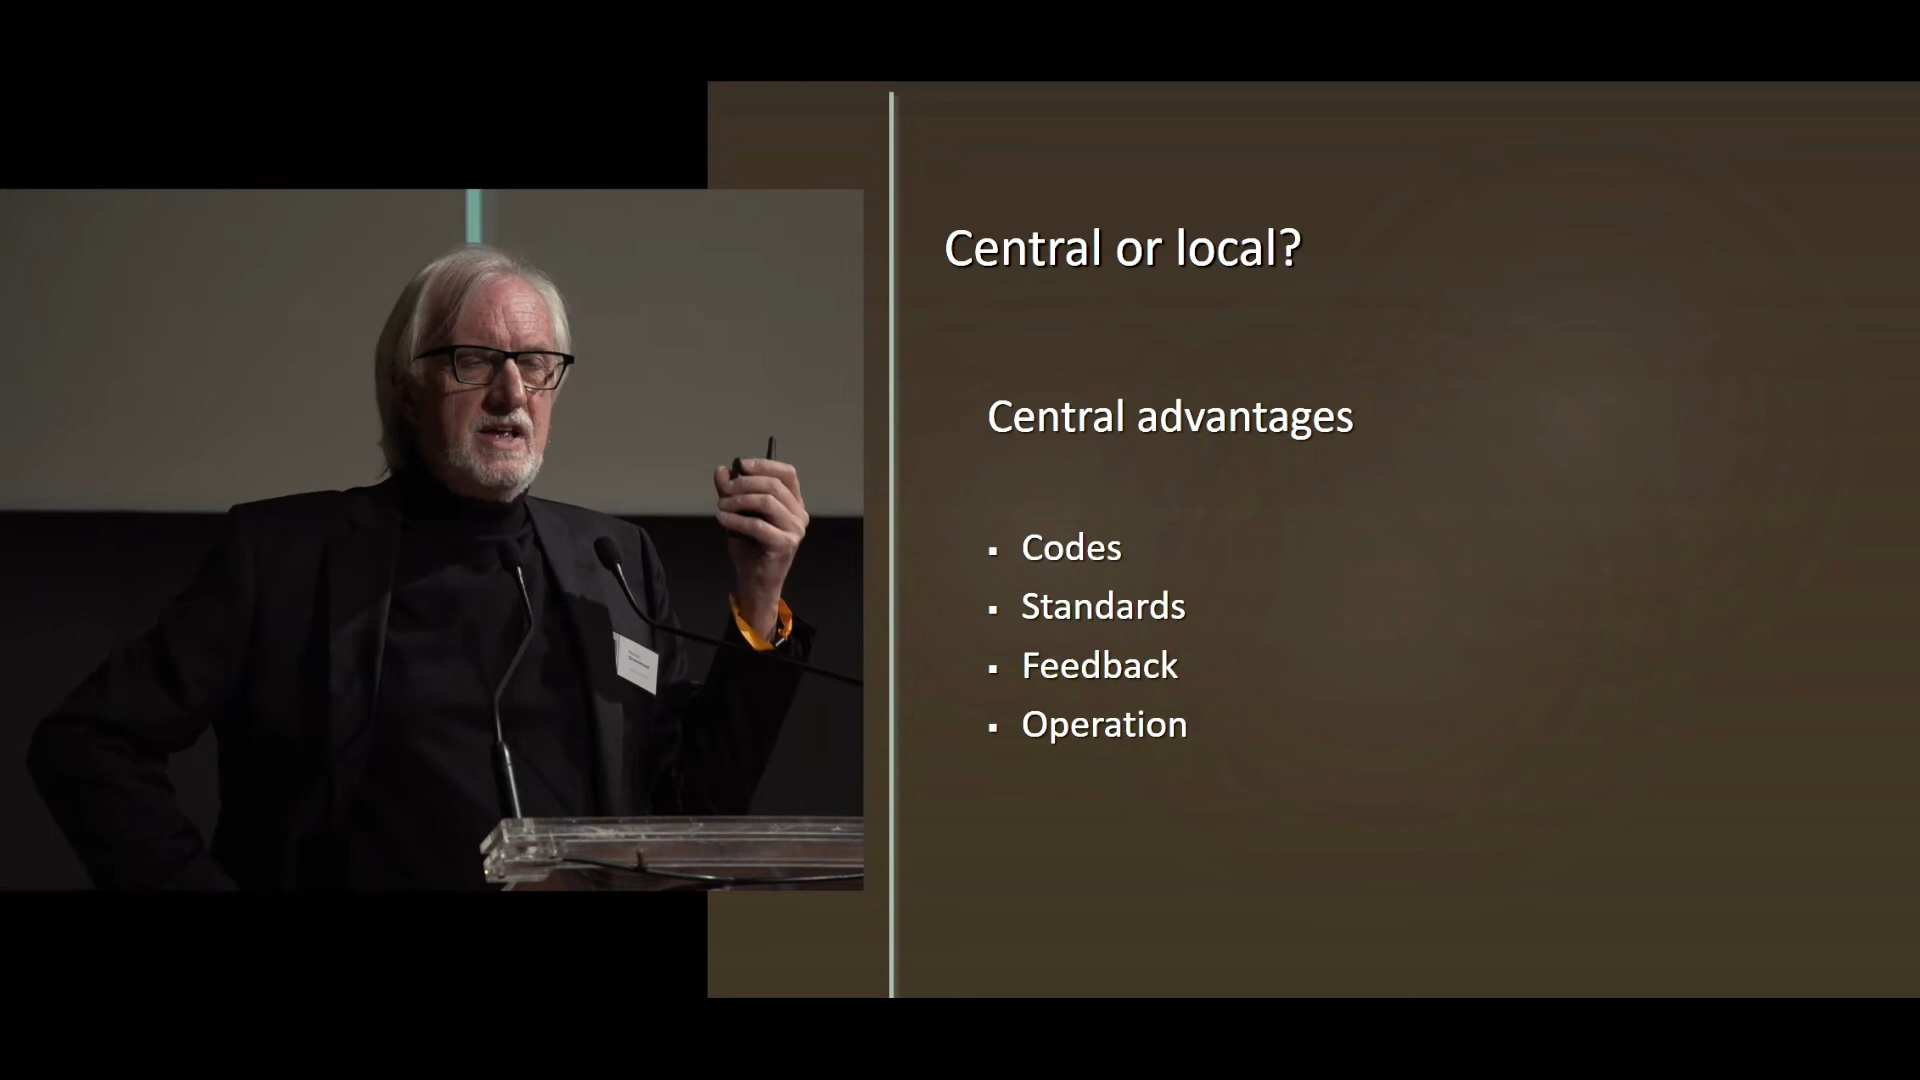 Central or local?
Central advantages
▪ Codes
▪ Standards
▪ Feedback
▪ Operation